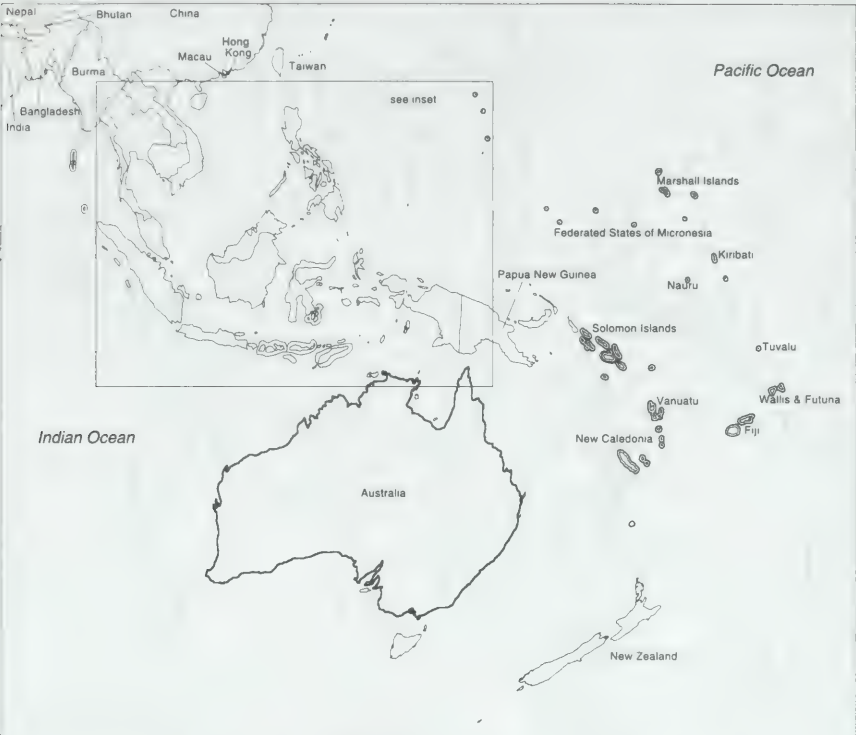 Nepal
Bhutan
China
Hong
Kong
Macau
Taiwan
Burma
Pacific Ocean
see inset
Bangladesh
India
Marshall Islands
Federated States of Micronesia
Kiribati
Papua New Guinea
Nauru
Solomon Islands
Tuvalu
Wallis & Futuna
Vanuatu
Fiji
Indian Ocean
New Caledonia
Australia
New Zealand